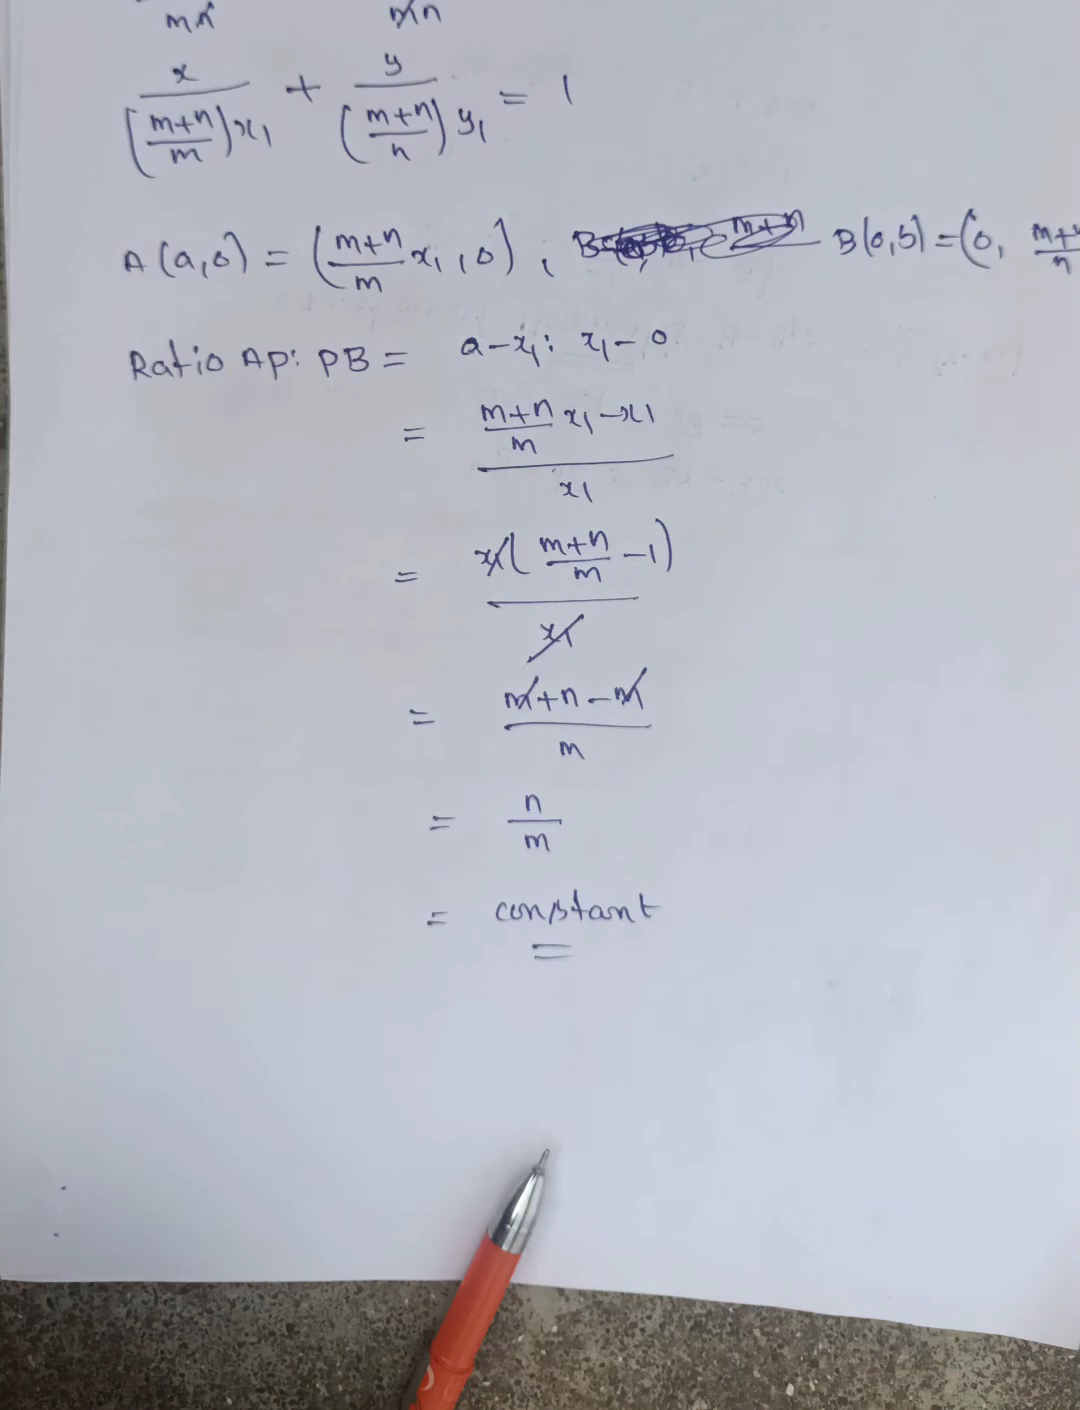 mn mn
x/((m+n)/m)x₁ + y/((m+n)/n)y₁ = 1
A(a,0) = ((m+n)/m x₁, 0), B m+n B(0,b) = (0, m+n/n
Ratio AP: PB = a-x₁: x₁-0
= ((m+n)/m x₁ - x₁)/x₁
= x₁((m+n)/m - 1)/x₁
= (m+n-m)/m
= n/m
= constant